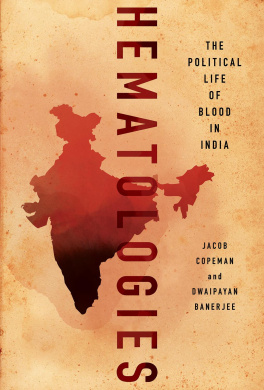 HEMATOLOGIES
THE
POLITICAL
LIFE
OF
BLOOD
IN
INDIA
JACOB
COPEMAN
and
DWAIPAYAN
BANERJEE